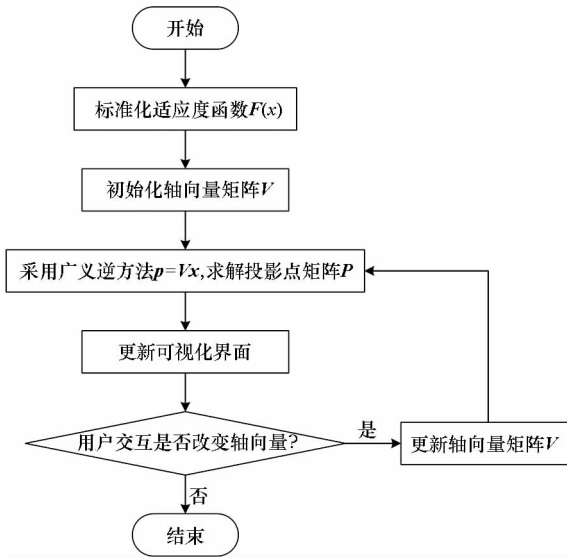 开始
标准化适应度函数F(x)
初始化轴向量矩阵V
采用广义逆方法p=Vx,求解投影点矩阵P
更新可视化界面
用户交互是否改变轴向量?
是
更新轴向量矩阵V
否
结束